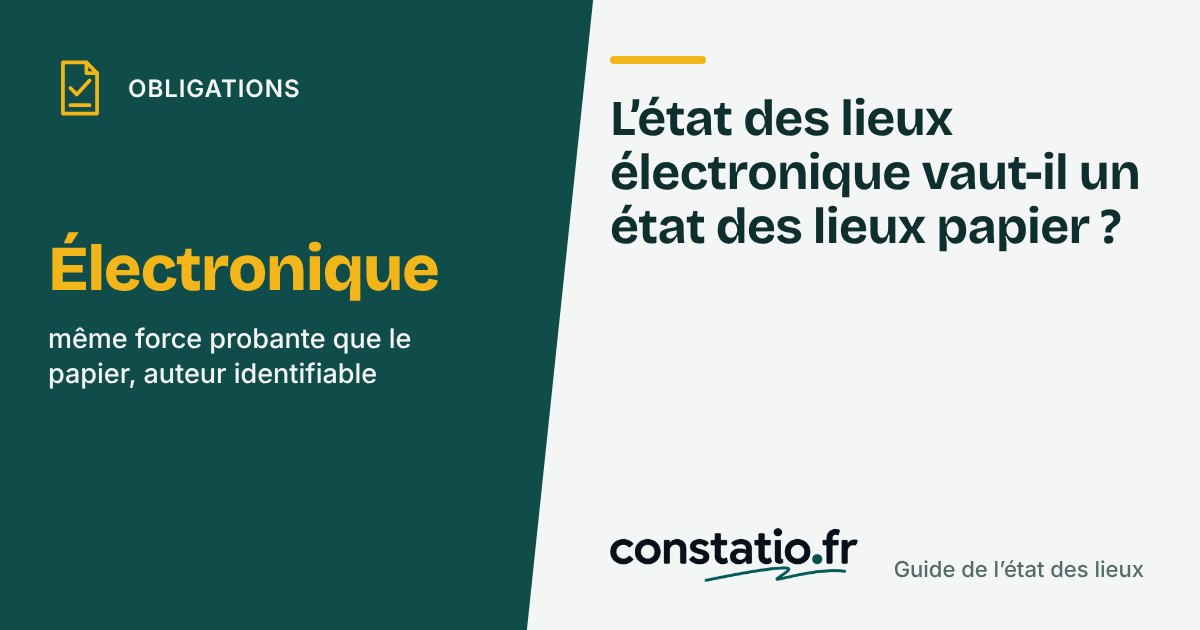 OBLIGATIONS
Électronique
même force probante que le
papier, auteur identifiable
L’état des lieux
électronique vaut-il un
état des lieux papier ?
constatio.fr
Guide de l’état des lieux